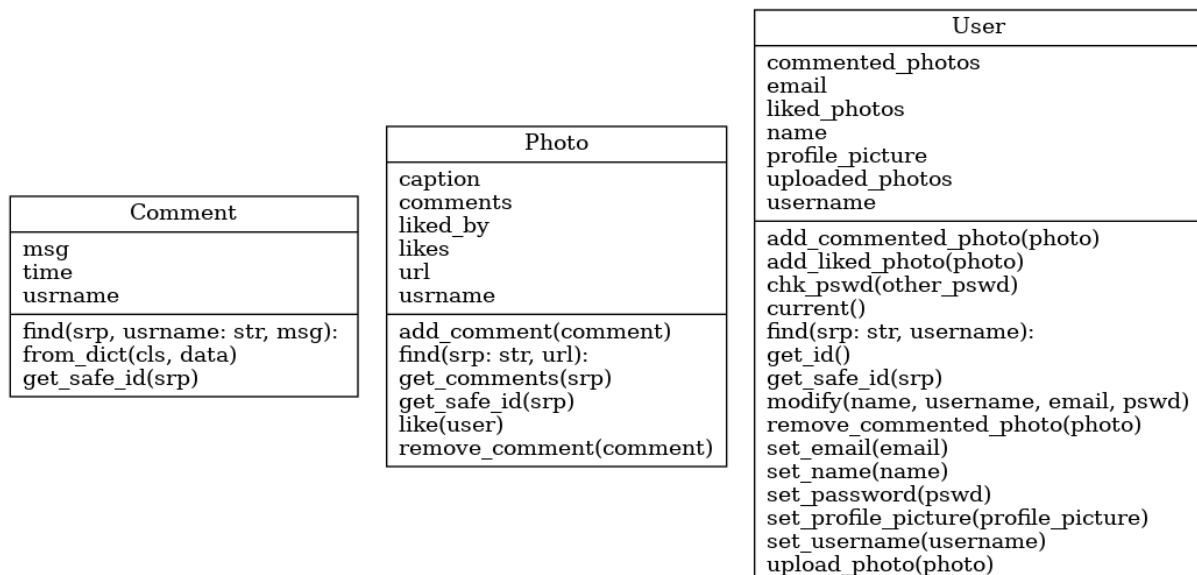 Comment
msg
time
usrname
find(srp, usrname: str, msg):
from_dict(cls, data)
get_safe_id(srp)
Photo
caption
comments
liked_by
likes
url
usrname
add_comment(comment)
find(srp: str, url):
get_comments(srp)
get_safe_id(srp)
like(user)
remove_comment(comment)
User
commented_photos
email
liked_photos
name
profile_picture
uploaded_photos
username
add_commented_photo(photo)
add_liked_photo(photo)
chk_pswd(other_pswd)
current()
find(srp: str, username):
get_id()
get_safe_id(srp)
modify(name, username, email, pswd)
remove_commented_photo(photo)
set_email(email)
set_name(name)
set_password(pswd)
set_profile_picture(profile_picture)
set_username(username)
upload_photo(photo)